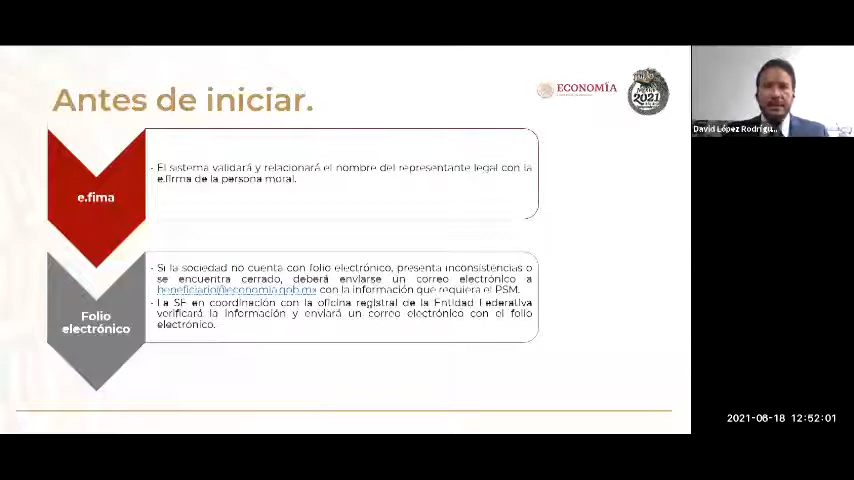 Antes de iniciar.
ECONOMÍA
2021
David López Rodrígu...
e.fima
- El sistema validará y relacionará el nombre del representante legal con la
e.firma de la persona moral.
Folio
electrónico
- Si la sociedad no cuenta con folio electrónico, presenta inconsistencias o
se encuentra cerrado, deberá enviarse un correo electrónico a
beneficiario@economia.gob.mx con la información que requiera el PSM.
- La SE en coordinación con la oficina registral de la Entidad Federativa
verificará la información y enviará un correo electrónico con el folio
electrónico.
2021-06-18 12:52:01